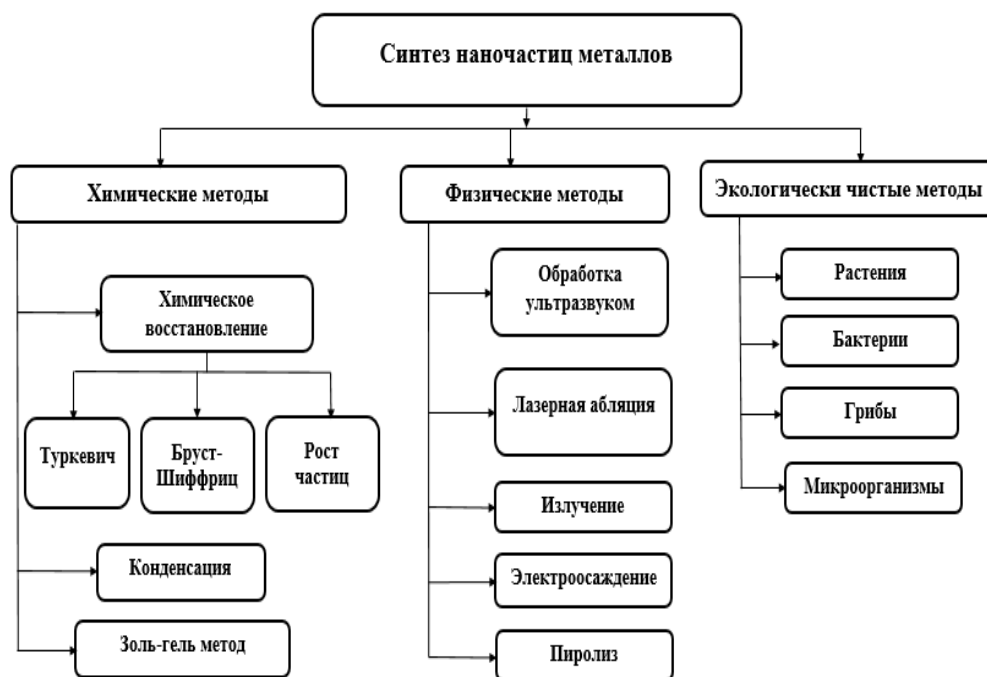 Синтез наночастиц металлов
Химические методы
Химическое
восстановление
Туркевич
Бруст-
Шиффриц
Рост
частиц
Конденсация
Золь-гель метод
Физические методы
Обработка
ультразвуком
Лазерная абляция
Излучение
Электроосаждение
Пиролиз
Экологически чистые методы
Растения
Бактерии
Грибы
Микроорганизмы